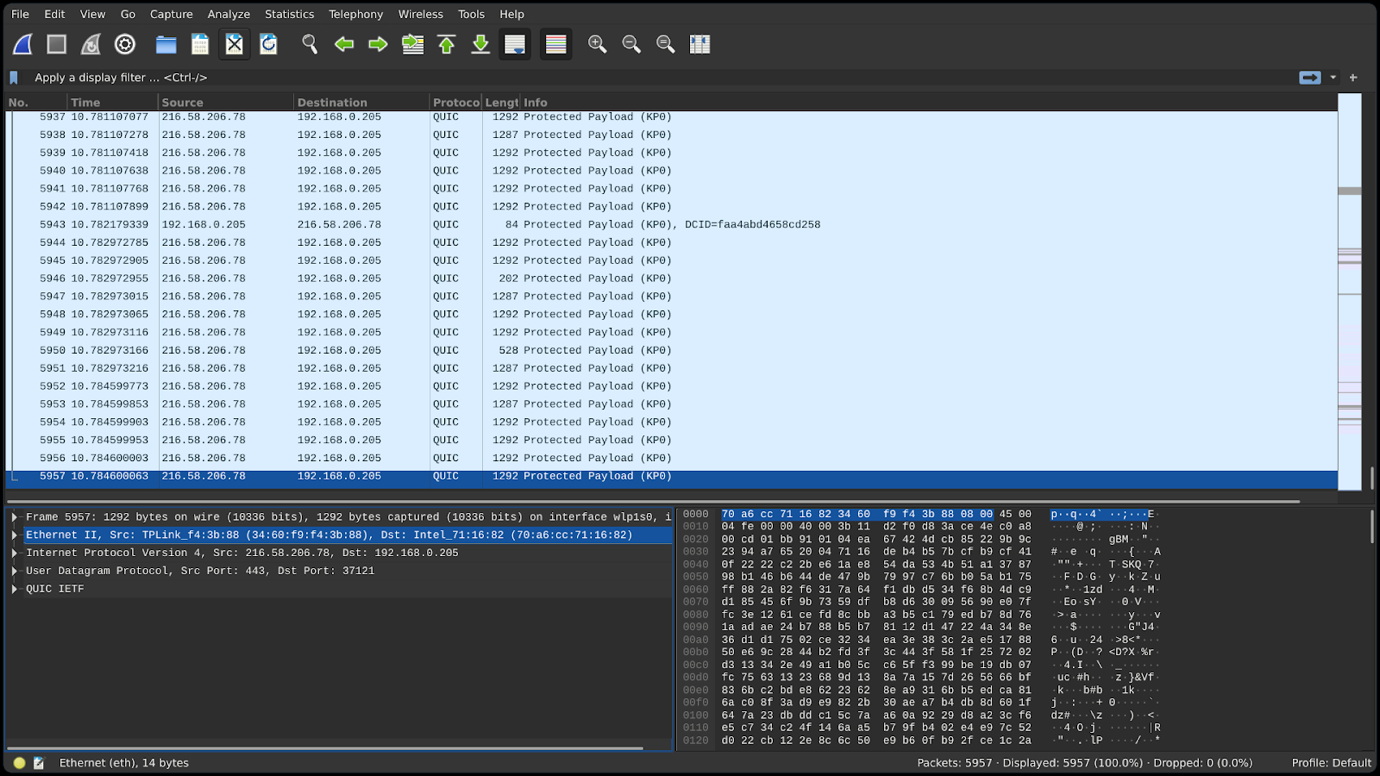 File Edit View Go Capture Analyze Statistics Telephony Wireless Tools Help
Apply a display filter … <Ctrl-/>
No. Time Source Destination Protoco Lengt Info
5937 10.781107077 216.58.206.78 192.168.0.205 QUIC 1292 Protected Payload (KP0)
5938 10.781107278 216.58.206.78 192.168.0.205 QUIC 1287 Protected Payload (KP0)
5939 10.781107418 216.58.206.78 192.168.0.205 QUIC 1292 Protected Payload (KP0)
5940 10.781107638 216.58.206.78 192.168.0.205 QUIC 1292 Protected Payload (KP0)
5941 10.781107768 216.58.206.78 192.168.0.205 QUIC 1292 Protected Payload (KP0)
5942 10.781107899 216.58.206.78 192.168.0.205 QUIC 1292 Protected Payload (KP0)
5943 10.782179339 192.168.0.205 216.58.206.78 QUIC 84 Protected Payload (KP0), DCID=faa4abd4658cd258
5944 10.782972785 216.58.206.78 192.168.0.205 QUIC 1292 Protected Payload (KP0)
5945 10.782972905 216.58.206.78 192.168.0.205 QUIC 1292 Protected Payload (KP0)
5946 10.782972955 216.58.206.78 192.168.0.205 QUIC 202 Protected Payload (KP0)
5947 10.782973015 216.58.206.78 192.168.0.205 QUIC 1287 Protected Payload (KP0)
5948 10.782973065 216.58.206.78 192.168.0.205 QUIC 1292 Protected Payload (KP0)
5949 10.782973116 216.58.206.78 192.168.0.205 QUIC 1292 Protected Payload (KP0)
5950 10.782973166 216.58.206.78 192.168.0.205 QUIC 528 Protected Payload (KP0)
5951 10.782973216 216.58.206.78 192.168.0.205 QUIC 1287 Protected Payload (KP0)
5952 10.784599773 216.58.206.78 192.168.0.205 QUIC 1292 Protected Payload (KP0)
5953 10.784599853 216.58.206.78 192.168.0.205 QUIC 1287 Protected Payload (KP0)
5954 10.784599903 216.58.206.78 192.168.0.205 QUIC 1292 Protected Payload (KP0)
5955 10.784599953 216.58.206.78 192.168.0.205 QUIC 1292 Protected Payload (KP0)
5956 10.784600003 216.58.206.78 192.168.0.205 QUIC 1292 Protected Payload (KP0)
5957 10.784600063 216.58.206.78 192.168.0.205 QUIC 1292 Protected Payload (KP0)
Frame 5957: 1292 bytes on wire (10336 bits), 1292 bytes captured (10336 bits) on interface wlp1s0, i
Ethernet II, Src: TPLink_f4:3b:88 (34:60:f9:f4:3b:88), Dst: Intel_71:16:82 (70:a6:cc:71:16:82)
Internet Protocol Version 4, Src: 216.58.206.78, Dst: 192.168.0.205
User Datagram Protocol, Src Port: 443, Dst Port: 37121
QUIC IETF
0000 70 a6 cc 71 16 82 34 60 f9 f4 3b 88 08 00 45 00 p··q··4` ··;···E·
0010 04 fe 00 00 40 00 3b 11 d2 f0 d8 3a ce 4e c0 a8 ····@·;· ···:·N··
0020 00 cd 01 bb 91 01 04 ea 67 42 4d cb 85 22 9b 9c ········ gBM··"··
0030 23 94 a7 65 20 04 71 16 de b4 b5 7b cf b9 cf 41 #··e ·q· ···{···A
0040 0f 22 22 c2 2b e6 1a e8 54 da 53 4b 51 a1 37 87 ·""·+··· T·SKQ·7·
0050 98 b1 46 b6 44 de 47 9b 79 97 c7 6b b0 5a b1 75 ··F·D·G· y··k·Z·u
0060 ff 88 2a 82 f6 31 7a 64 f1 db d5 34 f6 8b 4d c9 ··*··1zd ···4··M·
0070 d1 85 45 6f 9b 73 59 df b8 d6 30 09 56 90 e0 7f ··Eo·sY· ··0·V···
0080 fc 3e 12 61 ce fd 8c bb a3 b5 c1 79 ed b7 8d 76 ·>·a···· ···y···v
0090 1a ad ae 24 b7 88 b5 b7 81 12 d1 47 22 4a 34 8e ···$···· ···G"J4·
00a0 36 d1 d1 75 02 ce 32 34 ea 3e 38 3c 2a e5 17 88 6··u··24 ·>8<*···
00b0 50 e6 9c 28 44 b2 fd 3f 3c 44 3f 58 1f 25 72 02 P··(D··? <D?X·%r·
00c0 d3 13 34 2e 49 a1 b0 5c c6 5f f3 99 be 19 db 07 ··4.I··\ ·_······
00d0 fc 75 63 13 23 68 9d 13 8a 7a 15 7d 26 56 66 bf ·uc·#h·· ·z·}&Vf·
00e0 83 6b c2 bd e8 62 23 62 8e a9 31 6b b5 ed ca 81 ·k···b#b ··1k····
00f0 6a c0 8f 3a d9 e9 82 2b 30 ae a7 b4 db 8d 60 1f j··:···+ 0·····`·
0100 64 7a 23 db dd c1 5c 7a a6 0a 92 29 d8 a2 3c f6 dz#···\z ···)··<·
0110 e5 c7 34 c2 4f 14 6a a5 b7 9f b4 02 e4 e9 7c 52 ··4·O·j· ······|R
0120 d0 22 cb 12 2e 8c 6c 50 e9 b6 0f b9 2f ce 1c 2a ·"··.·lP ····/··*
Ethernet (eth), 14 bytes
Packets: 5957 · Displayed: 5957 (100.0%) · Dropped: 0 (0.0%)
Profile: Default